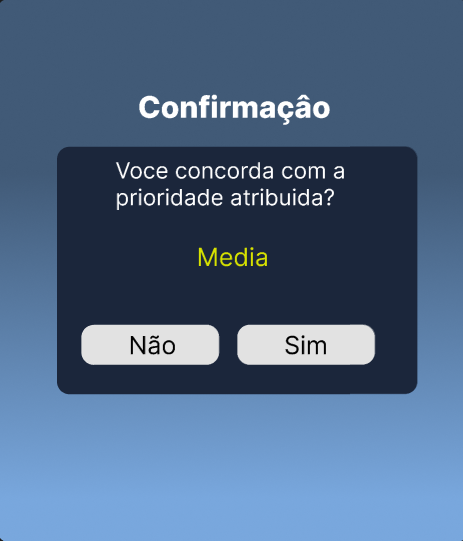 Confirmaçâo
Voce concorda com a
prioridade atribuida?
Media
Não
Sim